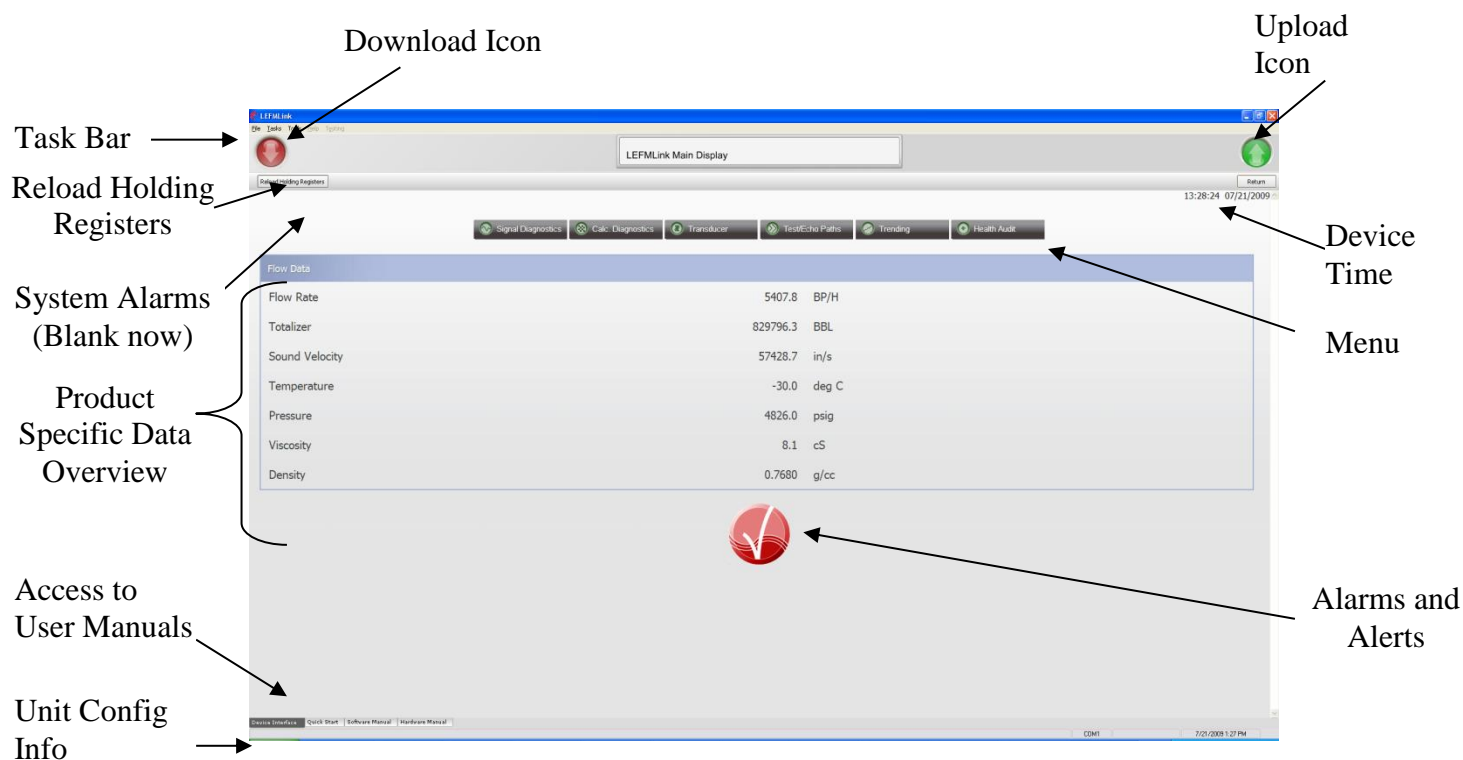 Download Icon
Upload
Icon
LEFMLink
File Tasks Tools Help Testing
Task Bar
LEFMLink Main Display
Reload Holding Registers
Return
Reload Holding
Registers
13:28:24 07/21/2009
Signal Diagnostics Calc. Diagnostics Transducer Test/Echo Paths Trending Health Audit
Device
Time
Flow Data
System Alarms
(Blank now)
Flow Rate 5407.8 BP/H
Totalizer 829796.3 BBL
Menu
Sound Velocity 57428.7 in/s
Temperature -30.0 deg C
Product
Specific Data
Overview
Pressure 4826.0 psig
Viscosity 8.1 cS
Density 0.7680 g/cc
Access to
User Manuals
Alarms and
Alerts
Unit Config
Info
Device Interface Quick Start Software Manual Hardware Manual
COM1 7/21/2009 1:27 PM